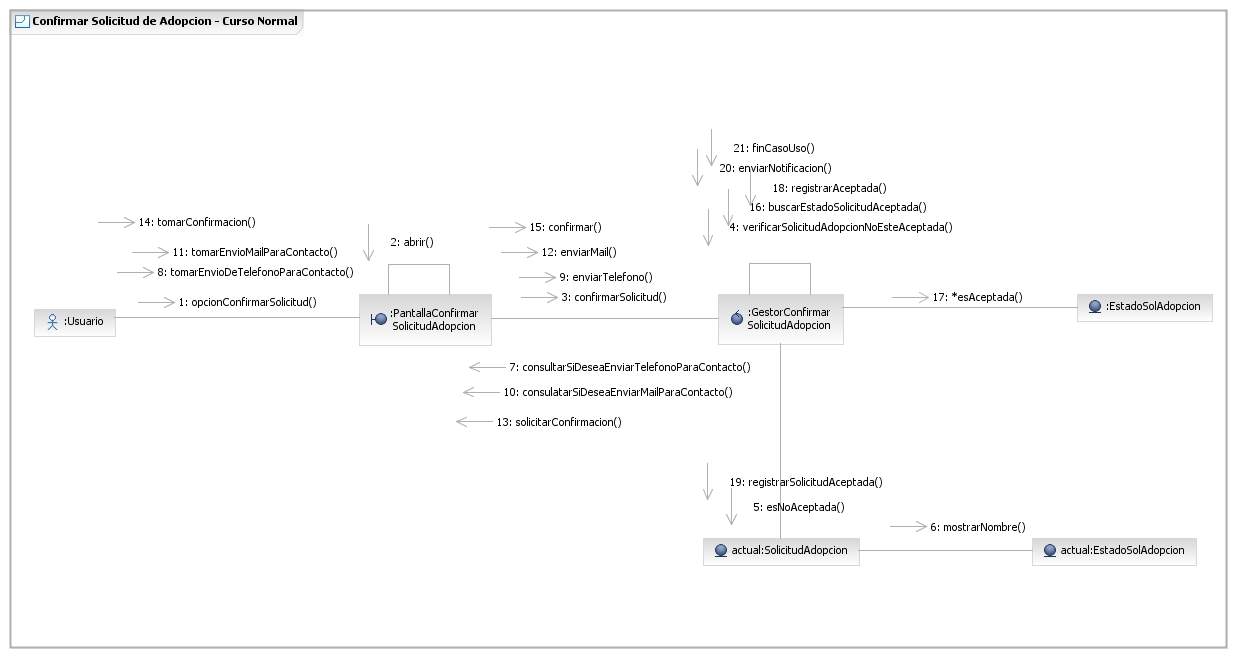 Confirmar Solicitud de Adopcion - Curso Normal
21: finCasoUso()
20: enviarNotificacion()
18: registrarAceptada()
16: buscarEstadoSolicitudAceptada()
4: verificarSolicitudAdopcionNoEsteAceptada()
14: tomarConfirmacion()
15: confirmar()
2: abrir()
11: tomarEnvioMailParaContacto()
12: enviarMail()
8: tomarEnvioDeTelefonoParaContacto()
9: enviarTelefono()
1: opcionConfirmarSolicitud()
3: confirmarSolicitud()
17: *esAceptada()
:Usuario
:PantallaConfirmar
SolicitudAdopcion
:GestorConfirmar
SolicitudAdopcion
:EstadoSolAdopcion
7: consultarSiDeseaEnviarTelefonoParaContacto()
10: consulatarSiDeseaEnviarMailParaContacto()
13: solicitarConfirmacion()
19: registrarSolicitudAceptada()
5: esNoAceptada()
6: mostrarNombre()
actual:SolicitudAdopcion
actual:EstadoSolAdopcion